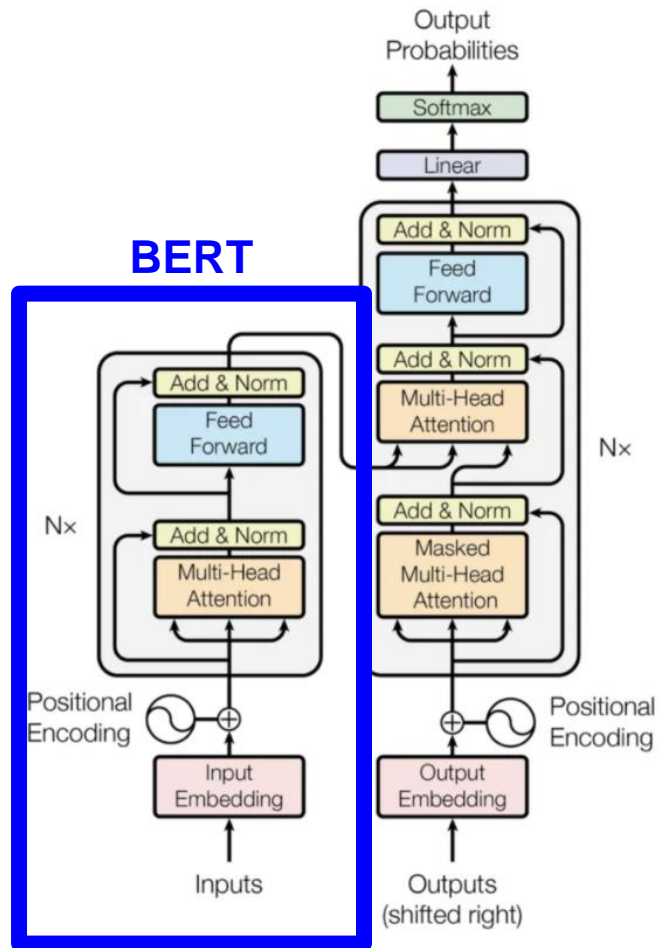 Output
Probabilities
Softmax
Linear
Add & Norm
Feed
Forward
Add & Norm
Multi-Head
Attention
Nx
Add & Norm
Masked
Multi-Head
Attention
Positional
Encoding
Output
Embedding
Outputs
(shifted right)
BERT
Add & Norm
Feed
Forward
Nx
Add & Norm
Multi-Head
Attention
Positional
Encoding
Input
Embedding
Inputs